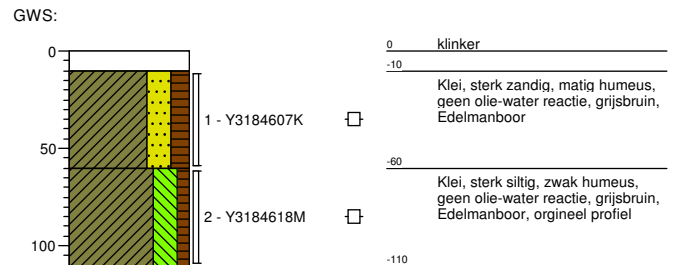 GWS:
0
0
klinker
-10
Klei, sterk zandig, matig humeus,
geen olie-water reactie, grijsbruin,
Edelmanboor
1 - Y3184607K
50
-60
Klei, sterk siltig, zwak humeus,
geen olie-water reactie, grijsbruin,
Edelmanboor, orgineel profiel
2 - Y3184618M
100
-110